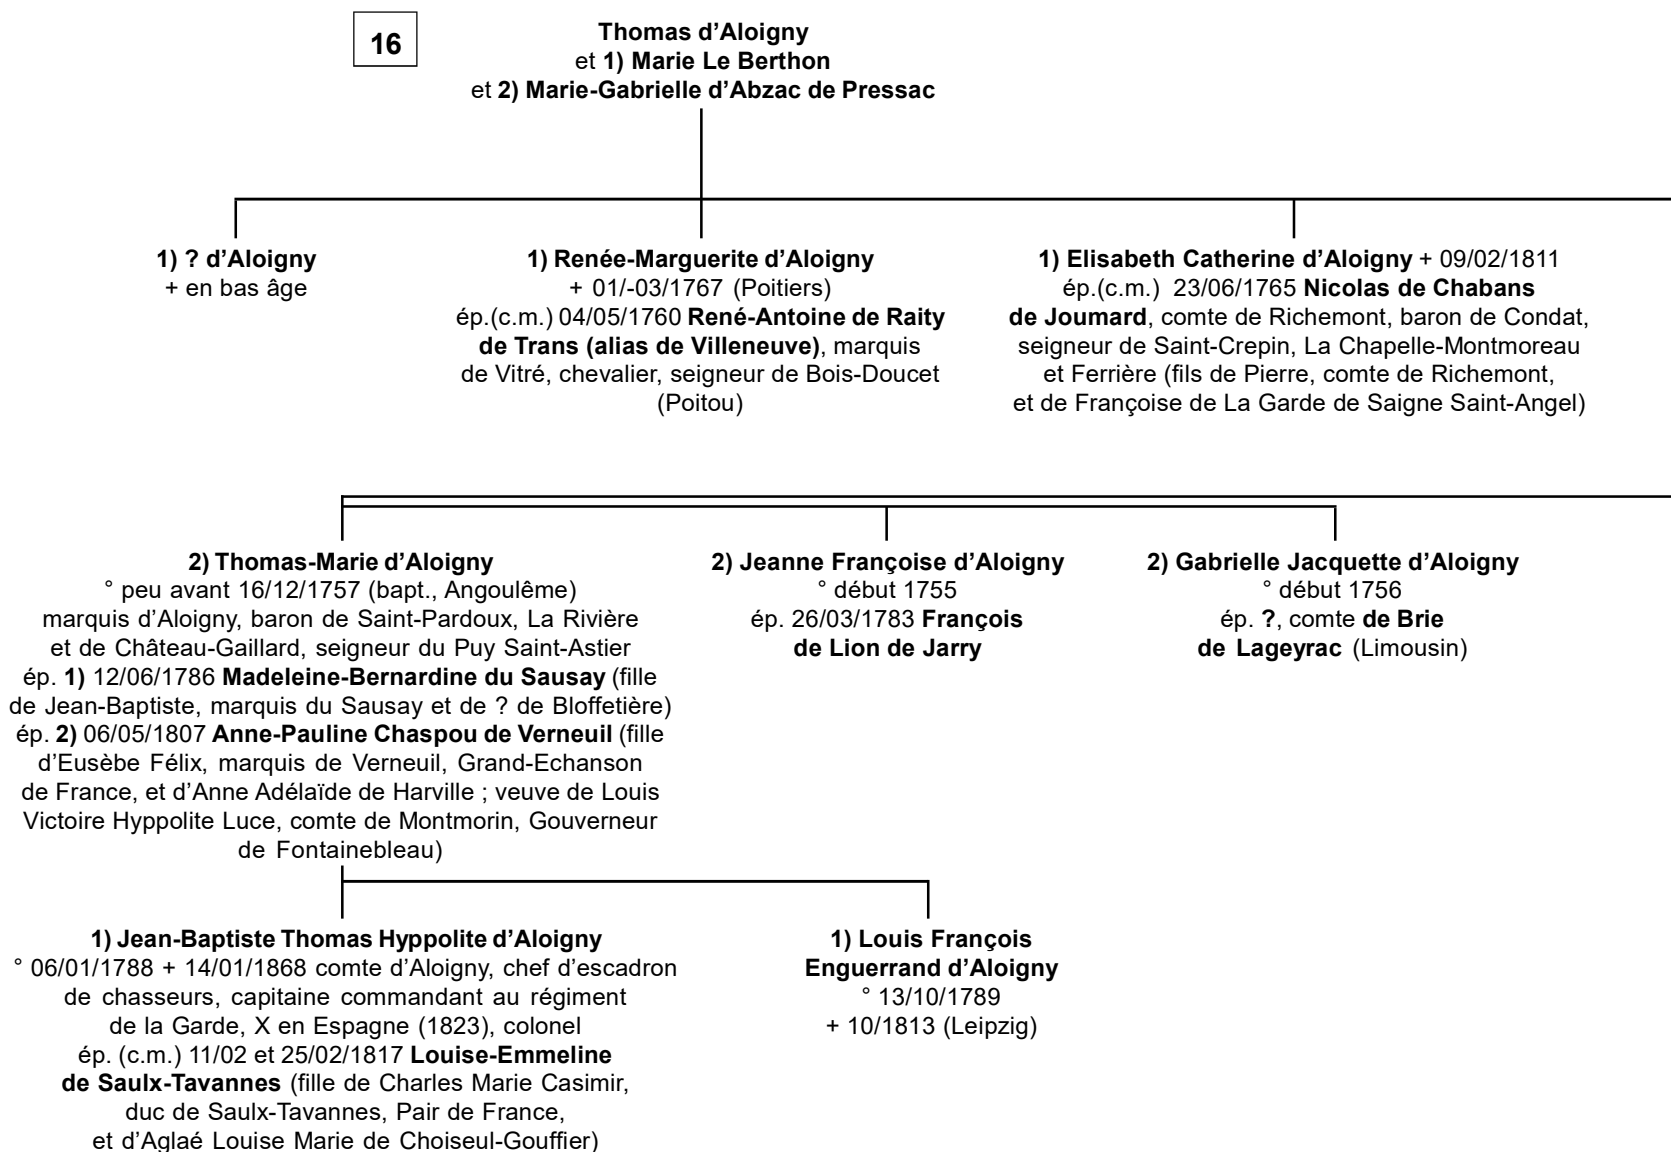 16
Thomas d'Aloigny
et 1) Marie Le Berthon
et 2) Marie-Gabrielle d'Abzac de Pressac
1) ? d'Aloigny
+ en bas âge
1) Renée-Marguerite d'Aloigny
+ 01/-03/1767 (Poitiers)
ép.(c.m.) 04/05/1760 René-Antoine de Raity
de Trans (alias de Villeneuve), marquis
de Vitré, chevalier, seigneur de Bois-Doucet
(Poitou)
1) Elisabeth Catherine d'Aloigny + 09/02/1811
ép.(c.m.) 23/06/1765 Nicolas de Chabans
de Joumard, comte de Richemont, baron de Condat,
seigneur de Saint-Crepin, La Chapelle-Montmoreau
et Ferrière (fils de Pierre, comte de Richemont,
et de Françoise de La Garde de Saigne Saint-Angel)
2) Thomas-Marie d'Aloigny
° peu avant 16/12/1757 (bapt., Angoulême)
marquis d'Aloigny, baron de Saint-Pardoux, La Rivière
et de Château-Gaillard, seigneur du Puy Saint-Astier
ép. 1) 12/06/1786 Madeleine-Bernardine du Sausay (fille
de Jean-Baptiste, marquis du Sausay et de ? de Bloffetière)
ép. 2) 06/05/1807 Anne-Pauline Chaspou de Verneuil (fille
d'Eusèbe Félix, marquis de Verneuil, Grand-Echanson
de France, et d'Anne Adélaïde de Harville ; veuve de Louis
Victoire Hyppolite Luce, comte de Montmorin, Gouverneur
de Fontainebleau)
2) Jeanne Françoise d'Aloigny
° début 1755
ép. 26/03/1783 François
de Lion de Jarry
2) Gabrielle Jacquette d'Aloigny
° début 1756
ép. ?, comte de Brie
de Lageyrac (Limousin)
1) Jean-Baptiste Thomas Hyppolite d'Aloigny
° 06/01/1788 + 14/01/1868 comte d'Aloigny, chef d'escadron
de chasseurs, capitaine commandant au régiment
de la Garde, X en Espagne (1823), colonel
ép. (c.m.) 11/02 et 25/02/1817 Louise-Emmeline
de Saulx-Tavannes (fille de Charles Marie Casimir,
duc de Saulx-Tavannes, Pair de France,
et d'Aglaé Louise Marie de Choiseul-Gouffier)
1) Louis François
Enguerrand d'Aloigny
° 13/10/1789
+ 10/1813 (Leipzig)